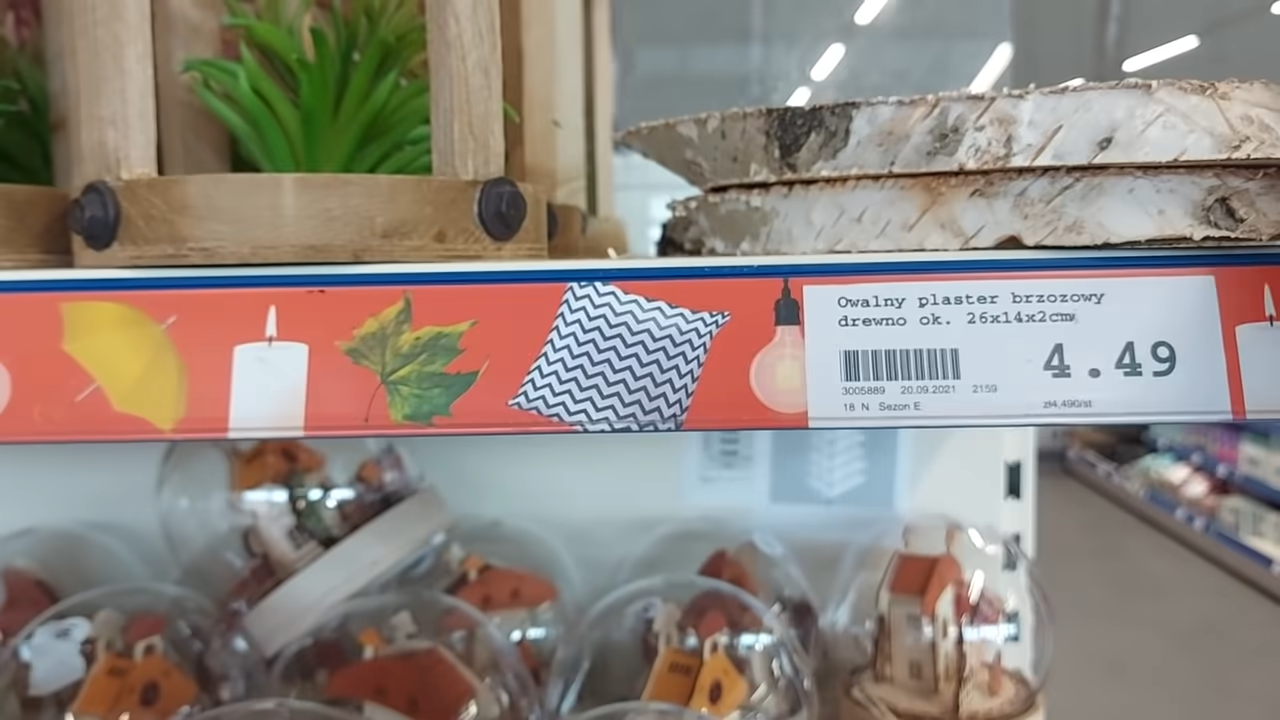 Owalny plaster brzozowy
drewno ok. 26x14x2cm
4.49
3005889 20.09.2021 2159
18 N Sezon E
zł4,490/st